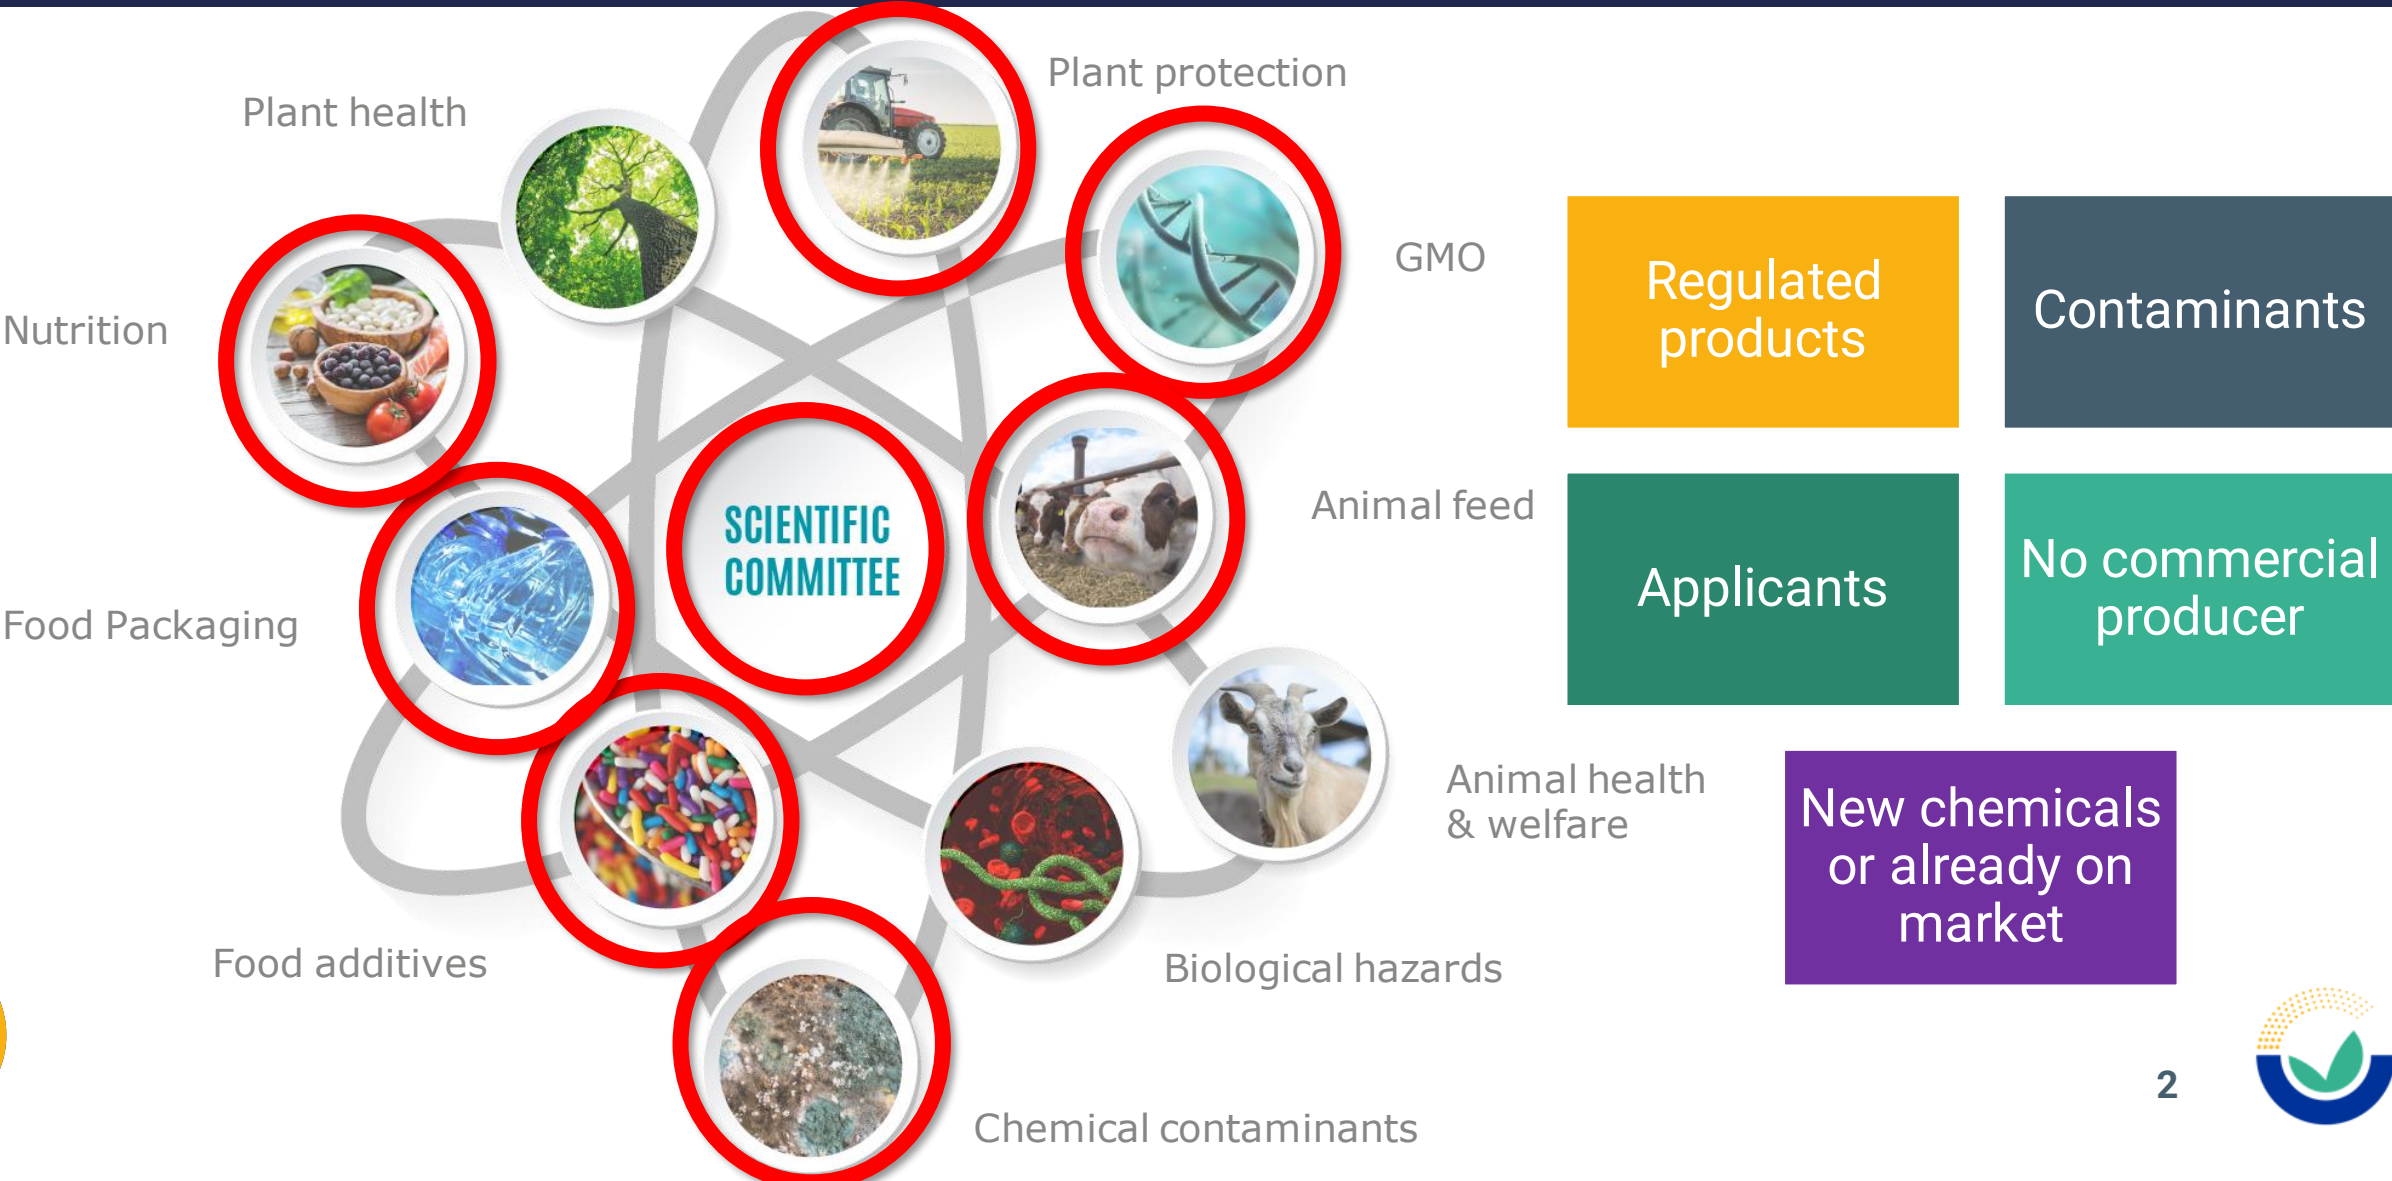 Plant protection
Plant health
GMO
Nutrition
Animal feed
SCIENTIFIC
COMMITTEE
Food Packaging
Animal health
& welfare
Food additives
Biological hazards
Chemical contaminants
Regulated
products
Contaminants
Applicants
No commercial
producer
New chemicals
or already on
market
2